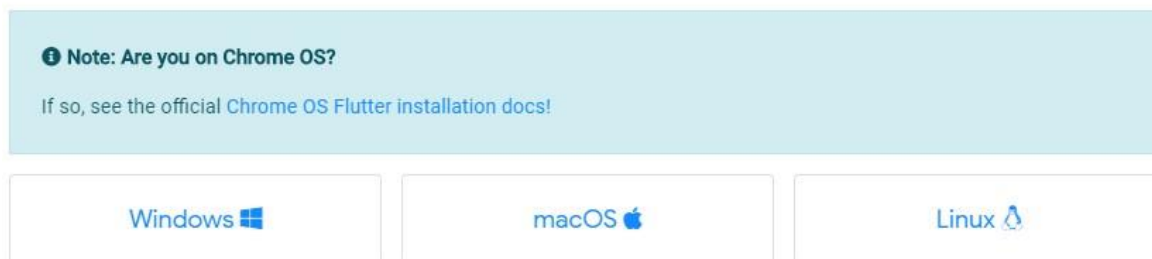 Note: Are you on Chrome OS?
If so, see the official Chrome OS Flutter installation docs!
Windows
macOS
Linux